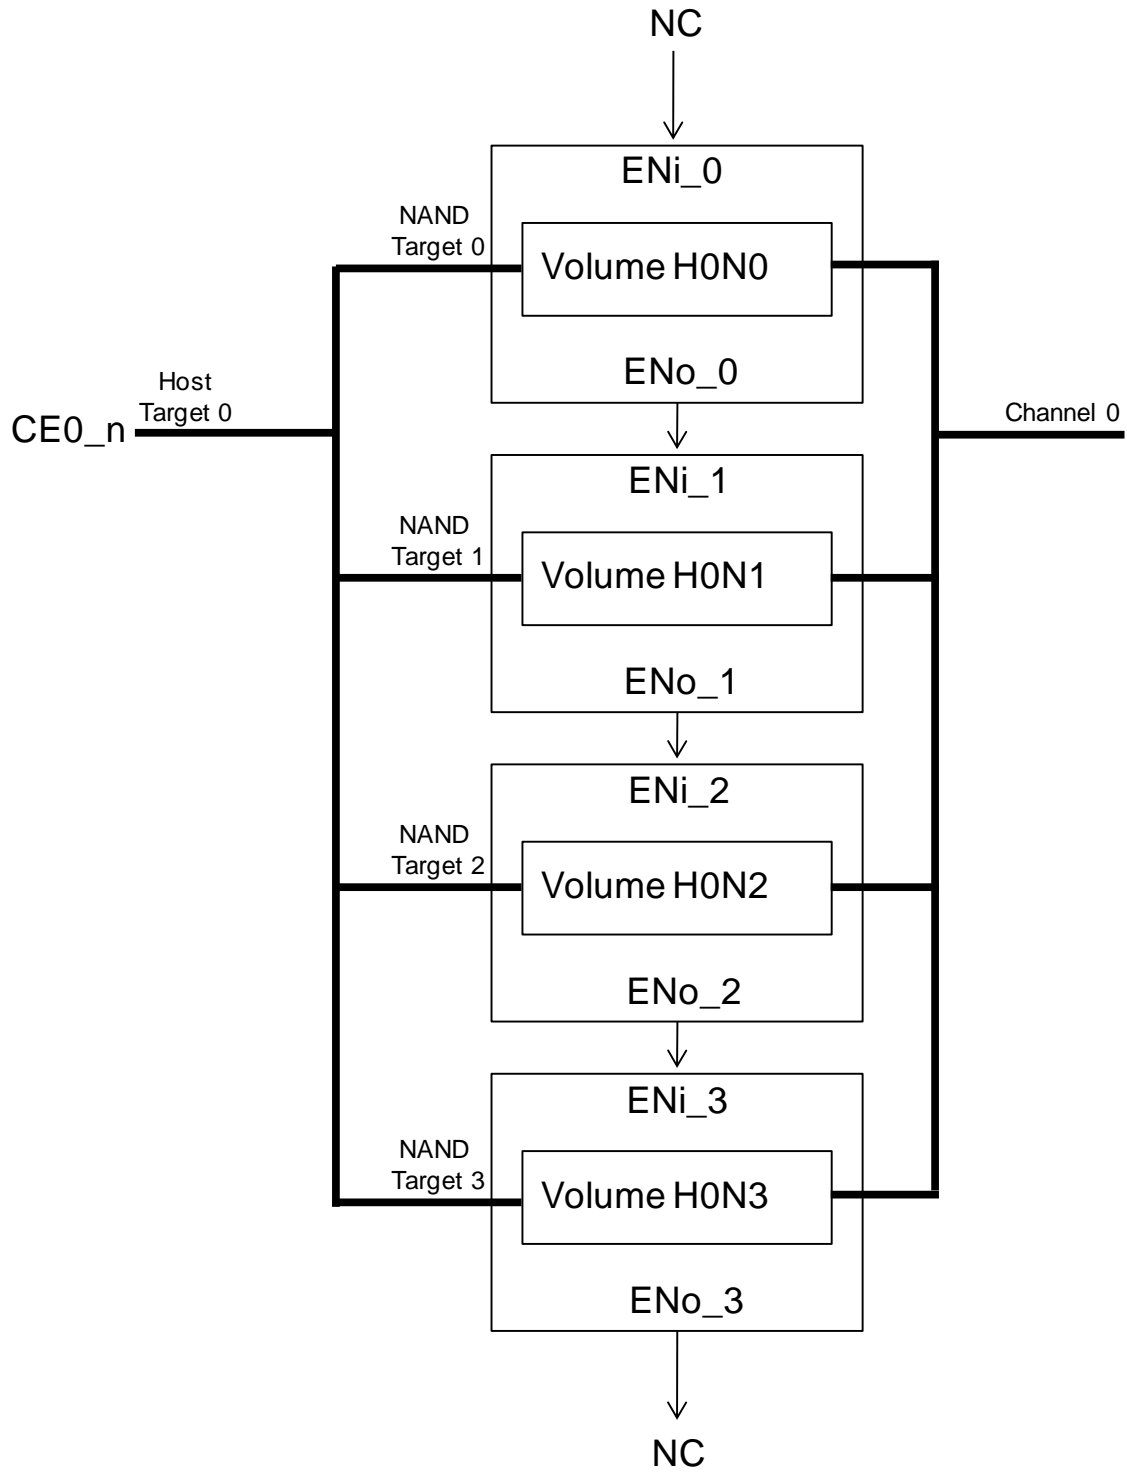 NC
ENi_0
NAND
Target 0
Volume H0N0
ENo_0
Host
Target 0
CE0_n
Channel 0
ENi_1
NAND
Target 1
Volume H0N1
ENo_1
ENi_2
NAND
Target 2
Volume H0N2
ENo_2
ENi_3
NAND
Target 3
Volume H0N3
ENo_3
NC